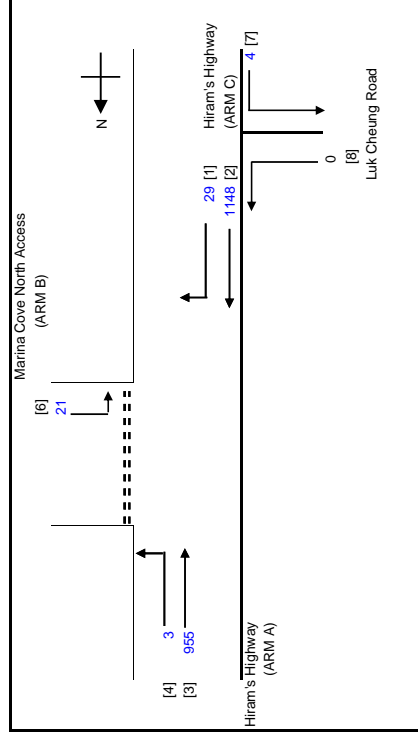 Marina Cove North Access
(ARM B)
N
[6]
21
Hiram's Highway
(ARM C)
4 [7]
29 [1]
1148 [2]
0
[8]
Luk Cheung Road
3
955
[4]
[3]
Hiram's Highway
(ARM A)